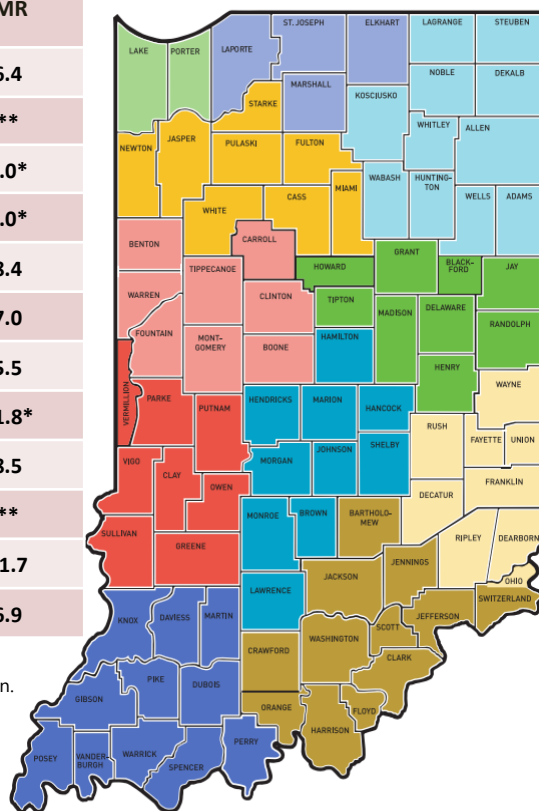 MR
6.4
**
.0*
.0*
3.4
7.0
5.5
1.8*
3.5
**
1.7
6.9
n.
LAKE
PORTER
LAPORTE
ST. JOSEPH
ELKHART
LAGRANGE
STEUBEN
NOBLE
DEKALB
MARSHALL
KOSCIUSKO
STARKE
WHITLEY
ALLEN
NEWTON
JASPER
PULASKI
FULTON
WABASH
HUNTING-
TON
WELLS
ADAMS
MIAMI
CASS
WHITE
BENTON
CARROLL
GRANT
BLACK-
FORD
JAY
TIPPECANOE
HOWARD
WARREN
CLINTON
TIPTON
MADISON
DELAWARE
RANDOLPH
FOUNTAIN
MONT-
GOMERY
BOONE
HAMILTON
HENRY
WAYNE
VERMILLION
PARKE
PUTNAM
HENDRICKS
MARION
HANCOCK
RUSH
FAYETTE
UNION
SHELBY
JOHNSON
MORGAN
VIGO
CLAY
OWEN
FRANKLIN
DECATUR
MONROE
BROWN
BARTHOLO-
MEW
SULLIVAN
GREENE
RIPLEY
DEARBORN
JENNINGS
JACKSON
OHIO
LAWRENCE
SWITZERLAND
JEFFERSON
KNOX
DAVIESS
MARTIN
SCOTT
WASHINGTON
CRAWFORD
CLARK
PIKE
DUBOIS
GIBSON
ORANGE
FLOYD
HARRISON
PERRY
WARRICK
POSEY
VANDER-
BURGH
SPENCER